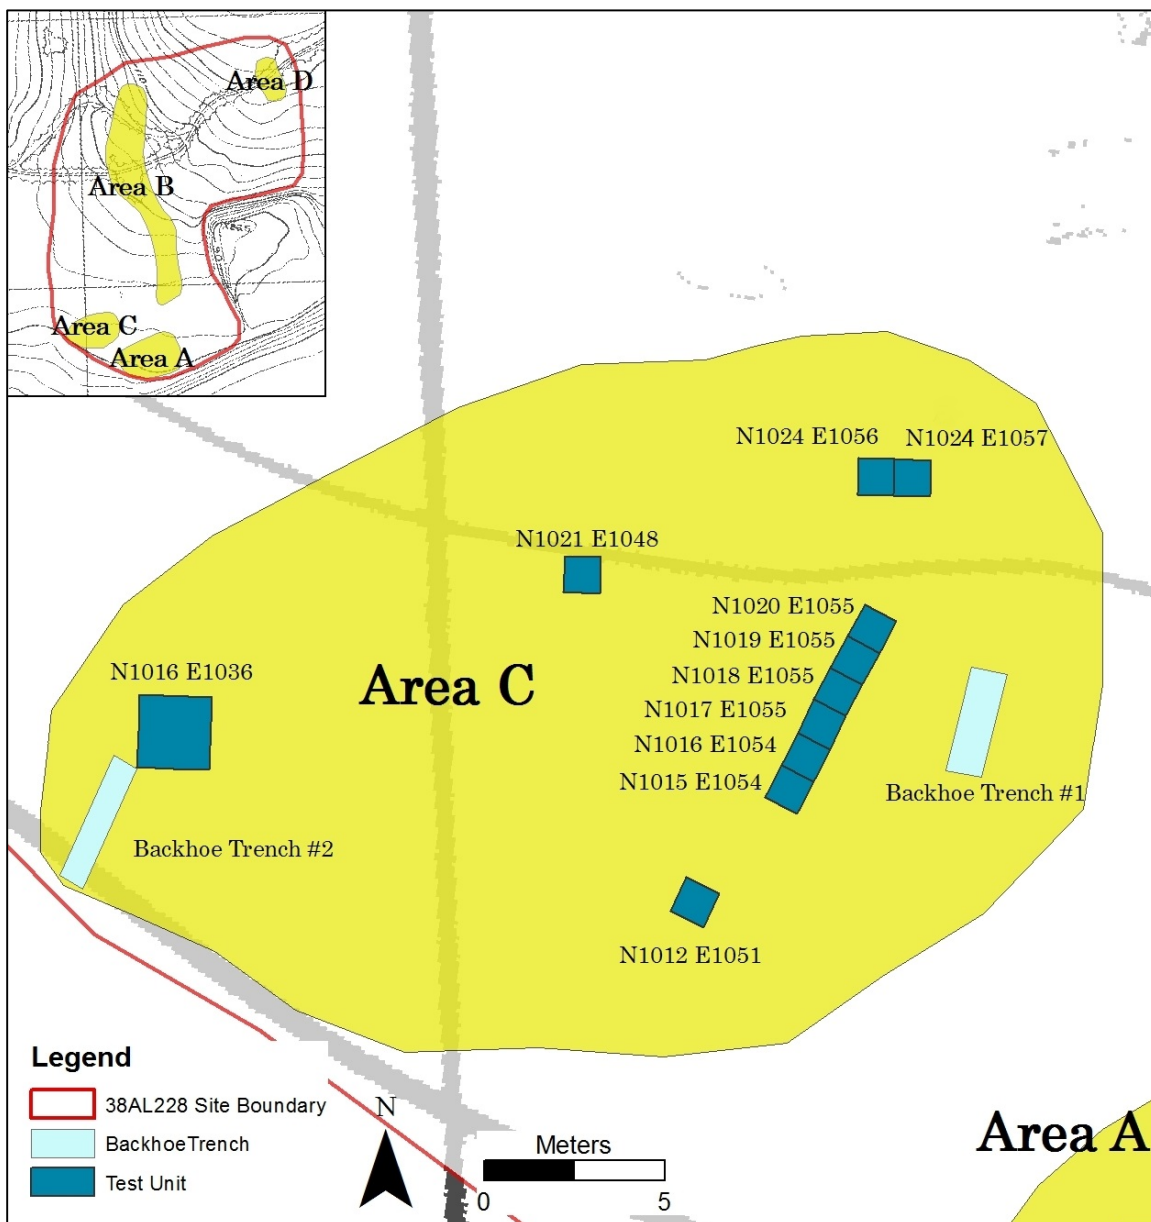 Area D
Area B
Area C
Area A
N1024 E1056
N1024 E1057
N1021 E1048
N1020 E1055
N1019 E1055
N1018 E1055
N1017 E1055
N1016 E1054
N1015 E1054
N1016 E1036
Area C
Backhoe Trench #1
Backhoe Trench #2
N1012 E1051
Legend
38AL228 Site Boundary
BackhoeTrench
Test Unit
N
Meters
0 5
Area A